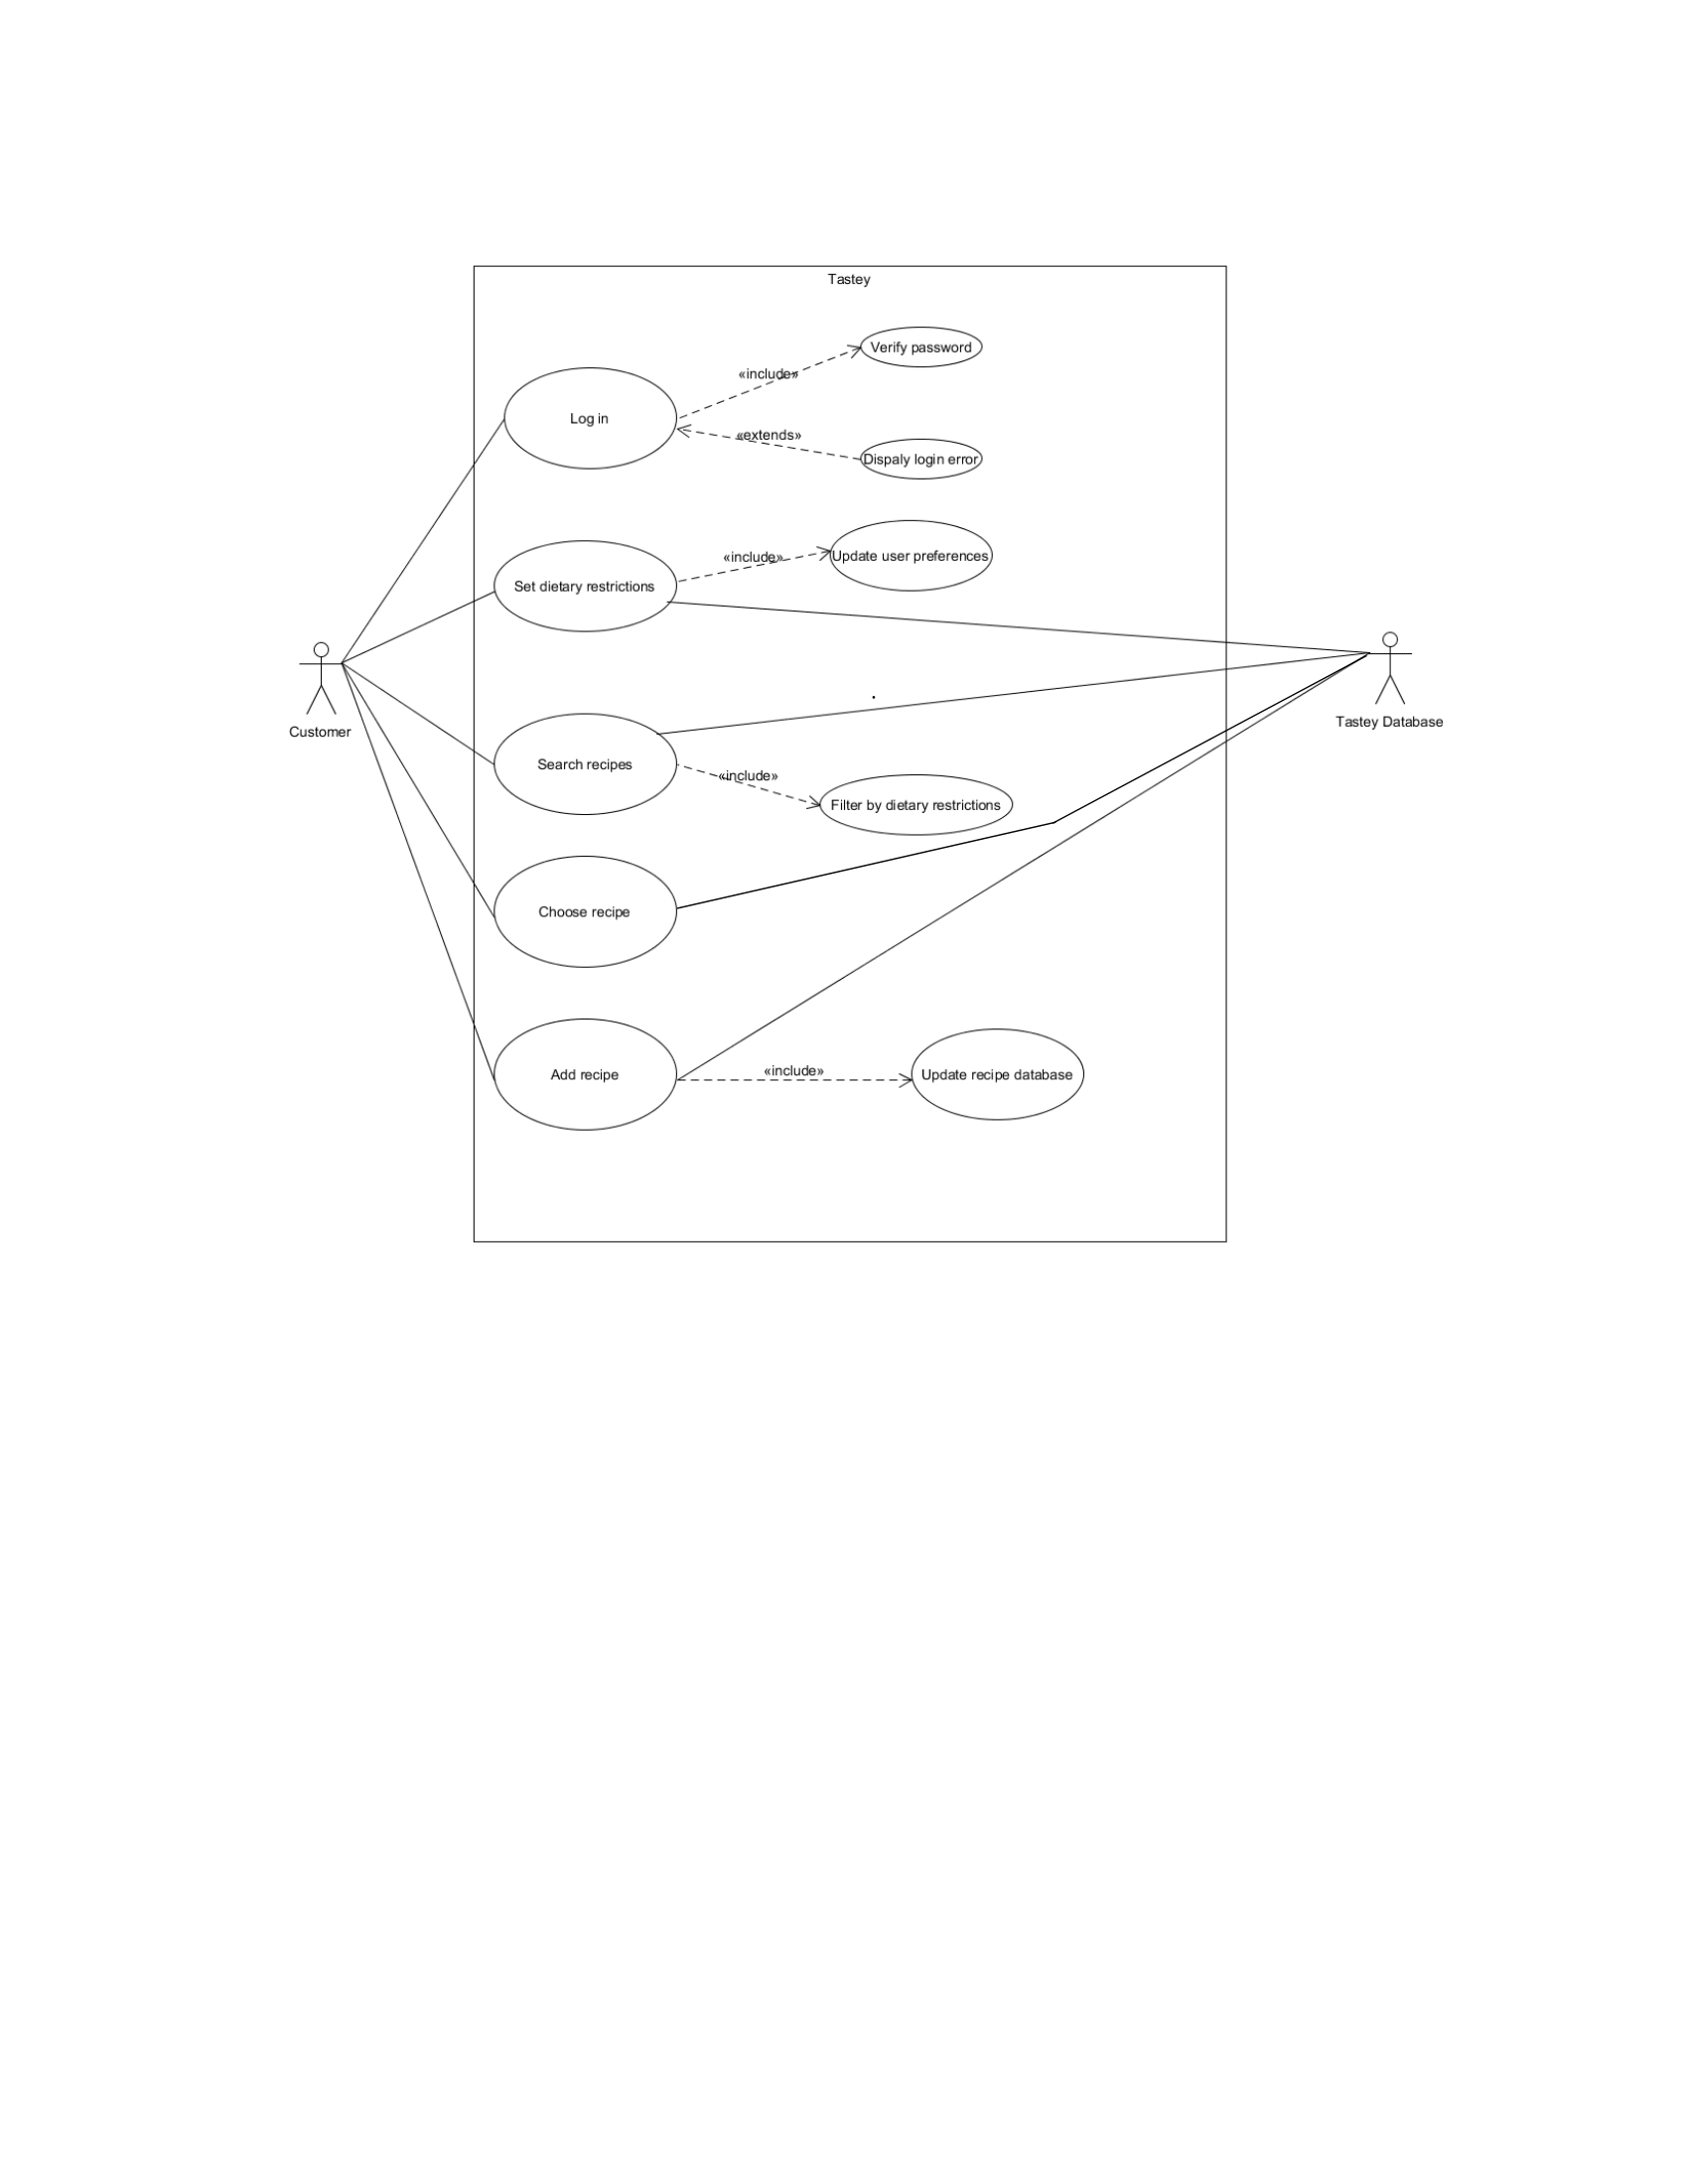 Tastey
Verify password
«include»
Log in
«extends»
Dispaly login error
Update user preferences
«include»
Set dietary restrictions
Customer
Tastey Database
Search recipes
«include»
Filter by dietary restrictions
Choose recipe
Add recipe
«include»
Update recipe database